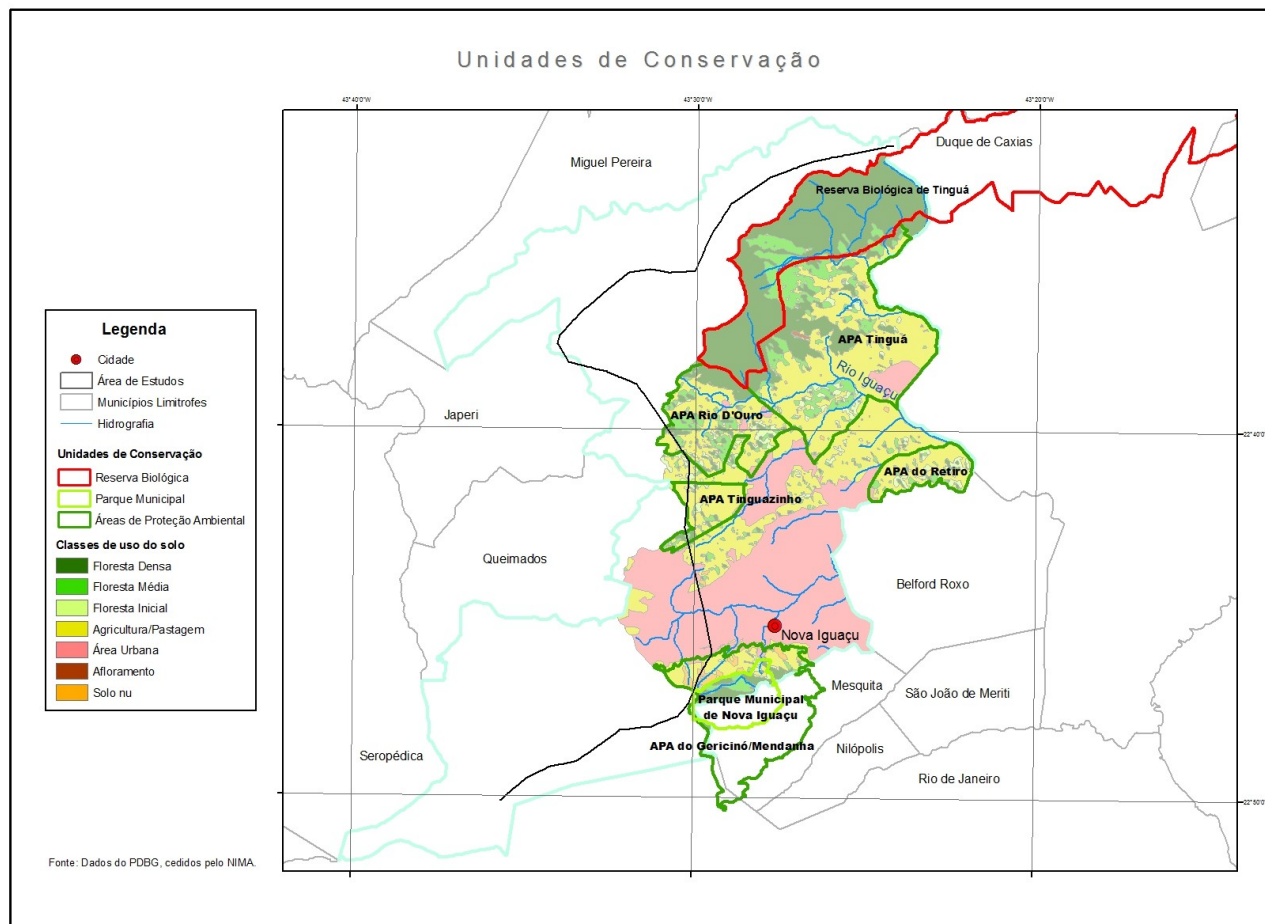 Unidades de Conservação
43°40'0"W
43°30'0"W
43°20'0"W
Duque de Caxias
Miguel Pereira
Reserva Biológica de Tinguá
APA Tinguá
Rio Iguaçu
Japeri
APA Rio D'Ouro
22°40'0
APA do Retiro
APA Tinguazinho
Queimados
Belford Roxo
Nova Iguaçu
Mesquita
São João de Meriti
Parque Municipal
de Nova Iguaçu
APA do Gericinó/Mendanha
Nilópolis
Seropédica
Rio de Janeiro
22°50'0
Legenda
Cidade
Área de Estudos
Municípios Limitrofes
Hidrografia
Unidades de Conservação
Reserva Biológica
Parque Municipal
Áreas de Proteção Ambiental
Classes de uso do solo
Floresta Densa
Floresta Média
Floresta Inicial
Agricultura/Pastagem
Área Urbana
Afloramento
Solo nu
Fonte: Dados do PDBG, cedidos pelo NIMA.